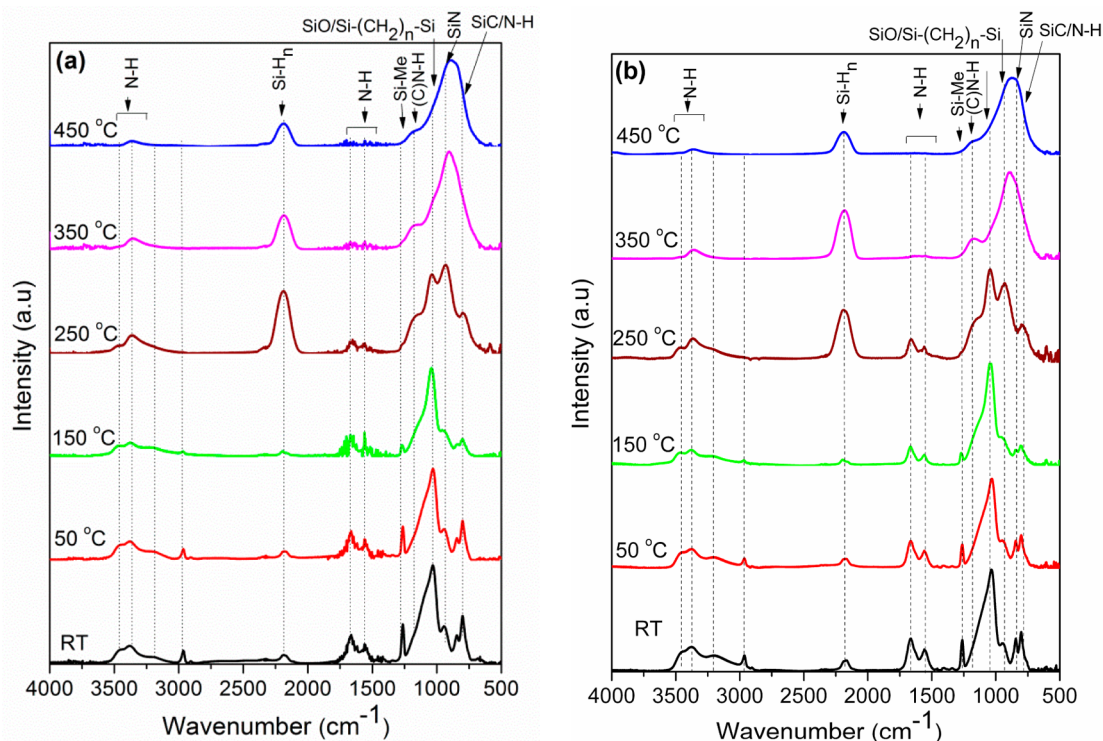 (a)
SiO/Si-(CH2)n-Si
SiN
SiC/N-H
N-H
Si-Hn
N-H
Si-Me
(C)N-H
450 °C
350 °C
250 °C
150 °C
50 °C
RT
Intensity (a.u)
4000 3500 3000 2500 2000 1500 1000 500
Wavenumber (cm-1)
(b)
SiO/Si-(CH2)n-Si
SiN
SiC/N-H
N-H
Si-Hn
N-H
Si-Me
(C)N-H
450 °C
350 °C
250 °C
150 °C
50 °C
RT
Intensity (a.u)
4000 3500 3000 2500 2000 1500 1000 500
Wavenumber (cm-1)